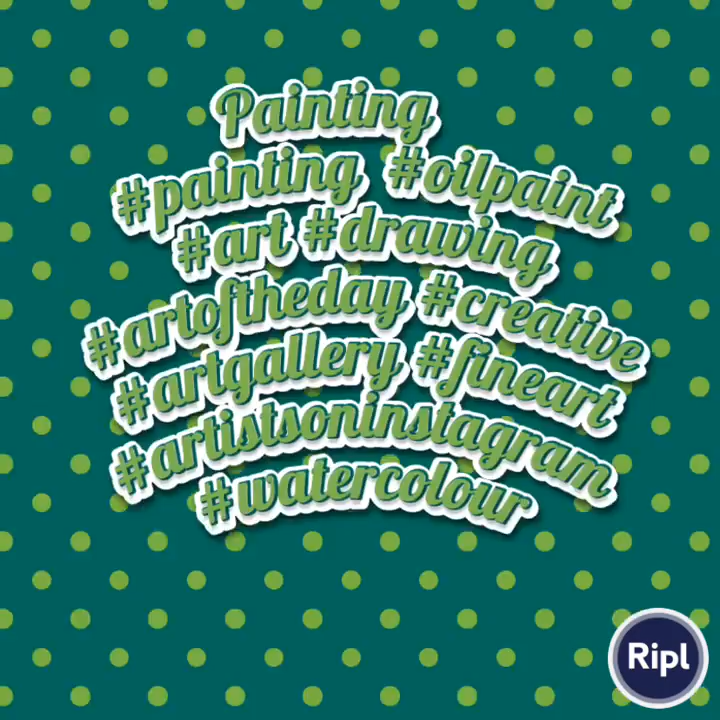 Painting
#painting #oilpaint
#art #drawing
#artoftheday #creative
#artgallery #fineart
#artistsoninstagram
#watercolour
Ripl